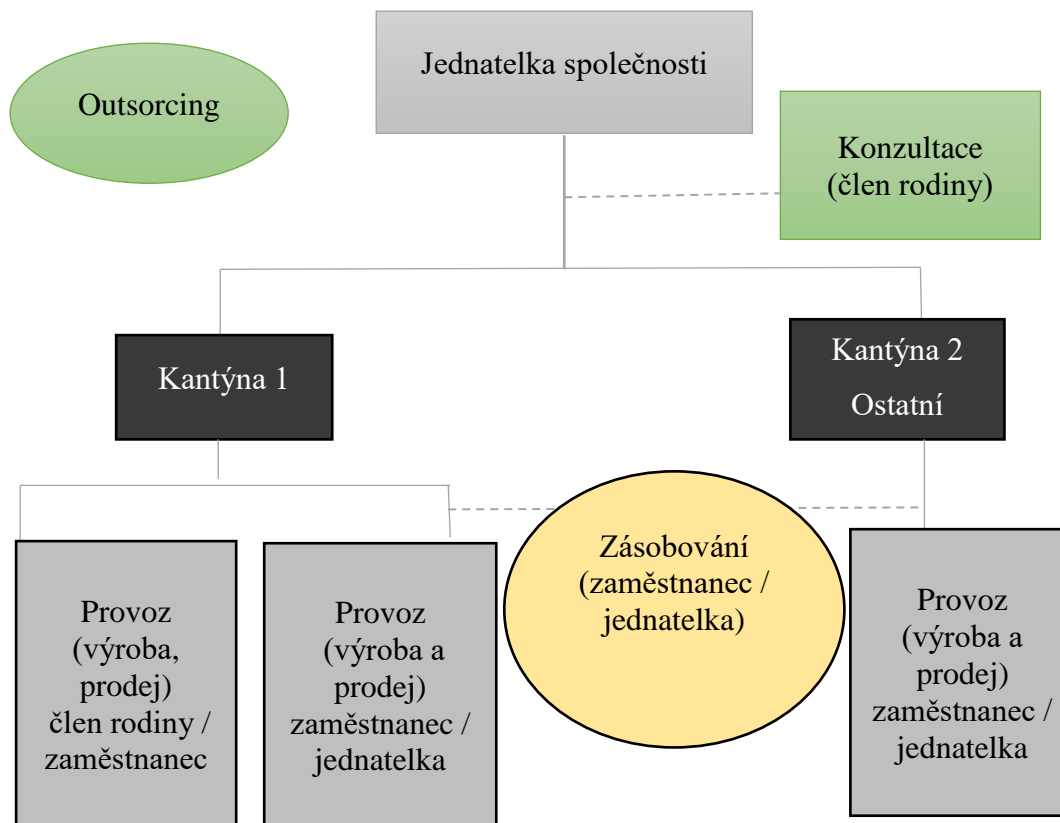 Jednatelka společnosti
Outsorcing
Konzultace
(člen rodiny)
Kantýna 1
Kantýna 2
Ostatní
Provoz
(výroba,
prodej)
člen rodiny /
zaměstnanec
Provoz
(výroba a
prodej)
zaměstnanec /
jednatelka
Zásobování
(zaměstnanec /
jednatelka)
Provoz
(výroba a
prodej)
zaměstnanec /
jednatelka